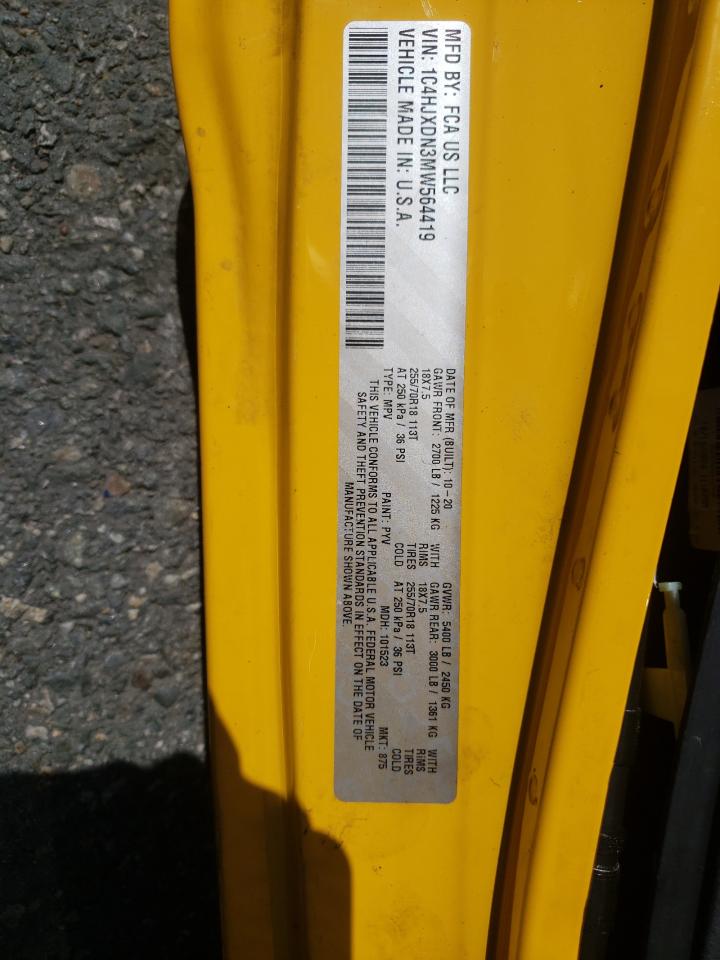 MFD BY: FCA US LLC
VIN: 1C4HJXDN3MW564419
VEHICLE MADE IN: U.S.A.
DATE OF MFR (BUILT): 10-20 GVWR: 5400 LB / 2450 KG
GAWR FRONT: 2700 LB / 1225 KG WITH GAWR REAR: 3000 LB / 1361 KG WITH
18X7.5 RIMS 18X7.5 RIMS
255/70R18 113T TIRES 255/70R18 113T TIRES
AT 250 kPa / 36 PSI COLD AT 250 kPa / 36 PSI COLD
TYPE: MPV PAINT: PYV MDH: 101523 MKT: 875
THIS VEHICLE CONFORMS TO ALL APPLICABLE U.S.A. FEDERAL MOTOR VEHICLE
SAFETY AND THEFT PREVENTION STANDARDS IN EFFECT ON THE DATE OF
MANUFACTURE SHOWN ABOVE.